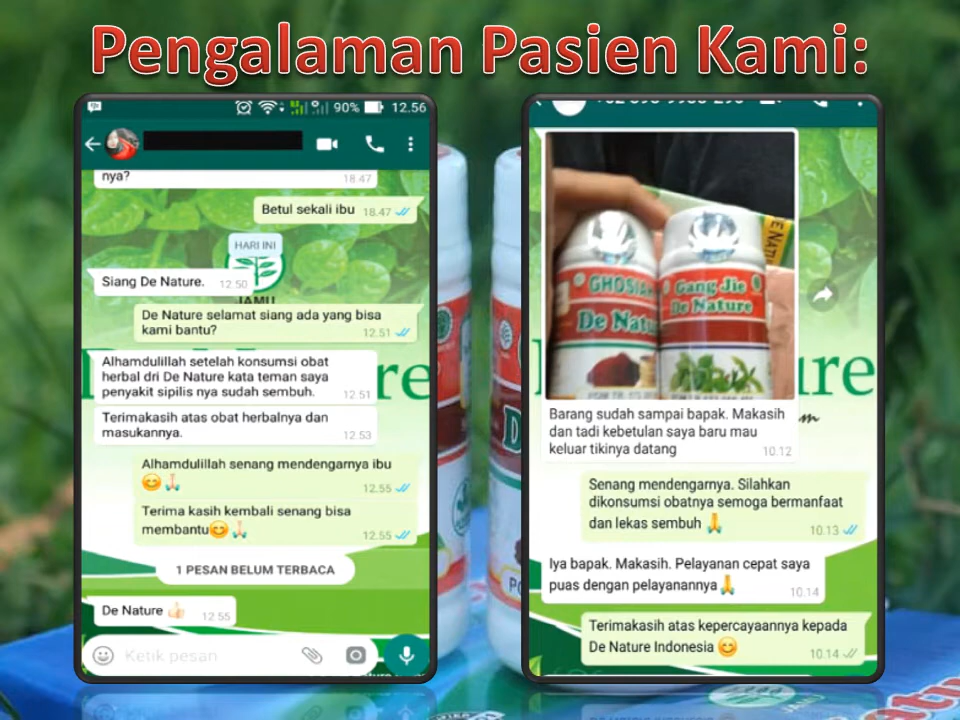 Pengalaman Pasien Kami:
90% 12.56
nya? 18.47
Betul sekali ibu 18.47
HARI INI
Siang De Nature. 12.50
JAMU
De Nature selamat siang ada yang bisa
kami bantu? 12.51
Alhamdulillah setelah konsumsi obat
herbal dri De Nature kata teman saya
penyakit sipilis nya sudah sembuh. 12.51
Terimakasih atas obat herbalnya dan
masukannya. 12.53
Alhamdulillah senang mendengarnya ibu
12.55
Terima kasih kembali senang bisa
membantu 12.55
1 PESAN BELUM TERBACA
De Nature 12.55
Ketik pesan
Gang Jie
De Nature
De Natu
Barang sudah sampai bapak. Makasih
dan tadi kebetulan saya baru mau
keluar tikinya datang 10.12
Senang mendengarnya. Silahkan
dikonsumsi obatnya semoga bermanfaat
dan lekas sembuh 10.13
Iya bapak. Makasih. Pelayanan cepat saya
puas dengan pelayanannya 10.14
Terimakasih atas kepercayaannya kepada
De Nature Indonesia 10.14